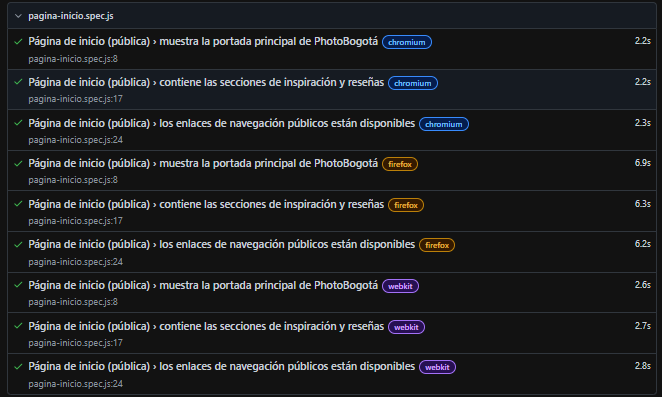 pagina-inicio.spec.js
Página de inicio (pública) › muestra la portada principal de PhotoBogotá chromium 2.2s
pagina-inicio.spec.js:8
Página de inicio (pública) › contiene las secciones de inspiración y reseñas chromium 2.2s
pagina-inicio.spec.js:17
Página de inicio (pública) › los enlaces de navegación públicos están disponibles chromium 2.3s
pagina-inicio.spec.js:24
Página de inicio (pública) › muestra la portada principal de PhotoBogotá firefox 6.9s
pagina-inicio.spec.js:8
Página de inicio (pública) › contiene las secciones de inspiración y reseñas firefox 6.3s
pagina-inicio.spec.js:17
Página de inicio (pública) › los enlaces de navegación públicos están disponibles firefox 6.2s
pagina-inicio.spec.js:24
Página de inicio (pública) › muestra la portada principal de PhotoBogotá webkit 2.6s
pagina-inicio.spec.js:8
Página de inicio (pública) › contiene las secciones de inspiración y reseñas webkit 2.7s
pagina-inicio.spec.js:17
Página de inicio (pública) › los enlaces de navegación públicos están disponibles webkit 2.8s
pagina-inicio.spec.js:24